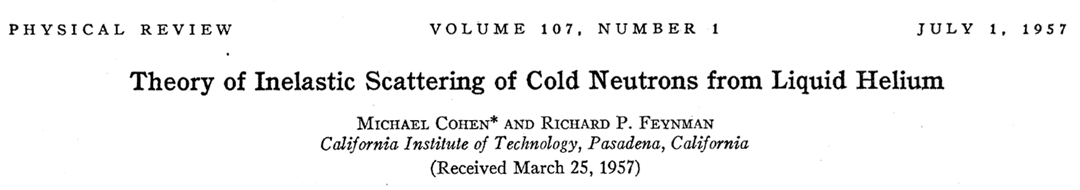 PHYSICAL REVIEW VOLUME 107, NUMBER 1 JULY 1, 1957
Theory of Inelastic Scattering of Cold Neutrons from Liquid Helium
MICHAEL COHEN* AND RICHARD P. FEYNMAN
California Institute of Technology, Pasadena, California
(Received March 25, 1957)